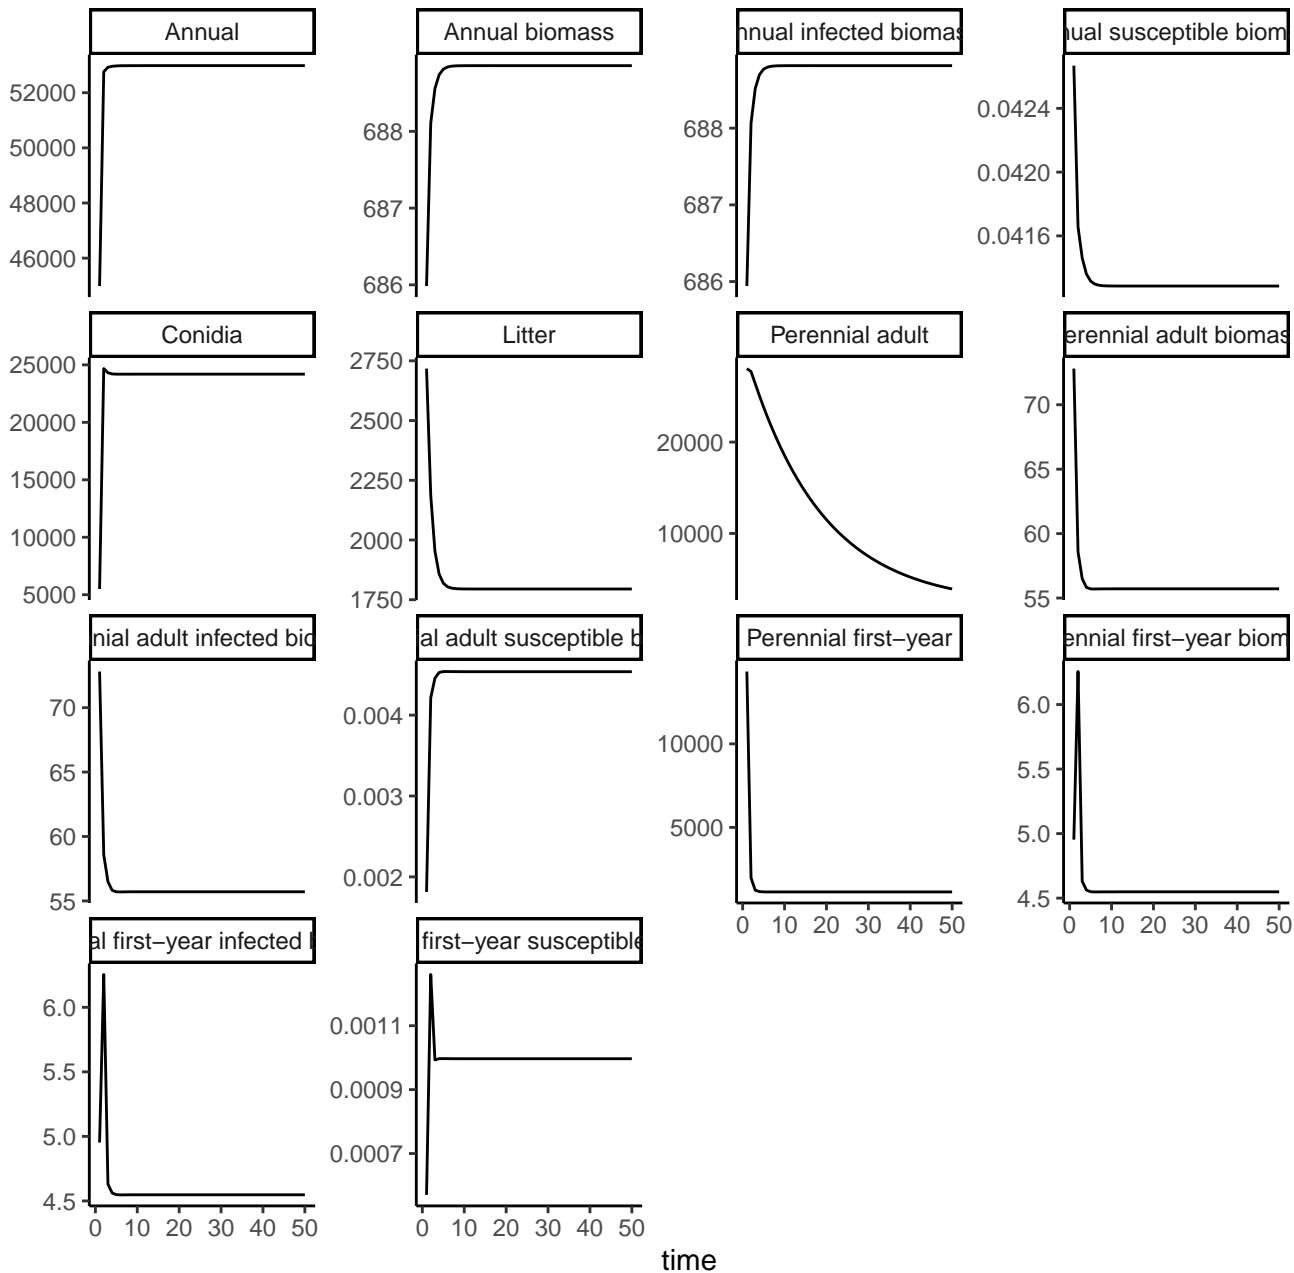 Annual
Annual biomass
nnual infected biomas
nual susceptible biom
52000
50000
48000
46000
688
687
686
688
687
686
0.0424
0.0420
0.0416
Conidia
Litter
Perennial adult
erennial adult biomas
25000
20000
15000
10000
5000
2750
2500
2250
2000
1750
20000
10000
70
65
60
55
nial adult infected bio
al adult susceptible b
Perennial first−year
ennial first−year biom
70
65
60
55
0.004
0.003
0.002
10000
5000
0 10 20 30 40 50
6.0
5.5
5.0
4.5
0 10 20 30 40 50
al first−year infected b
first−year susceptible
6.0
5.5
5.0
4.5
0 10 20 30 40 50
0.0011
0.0009
0.0007
0 10 20 30 40 50
time